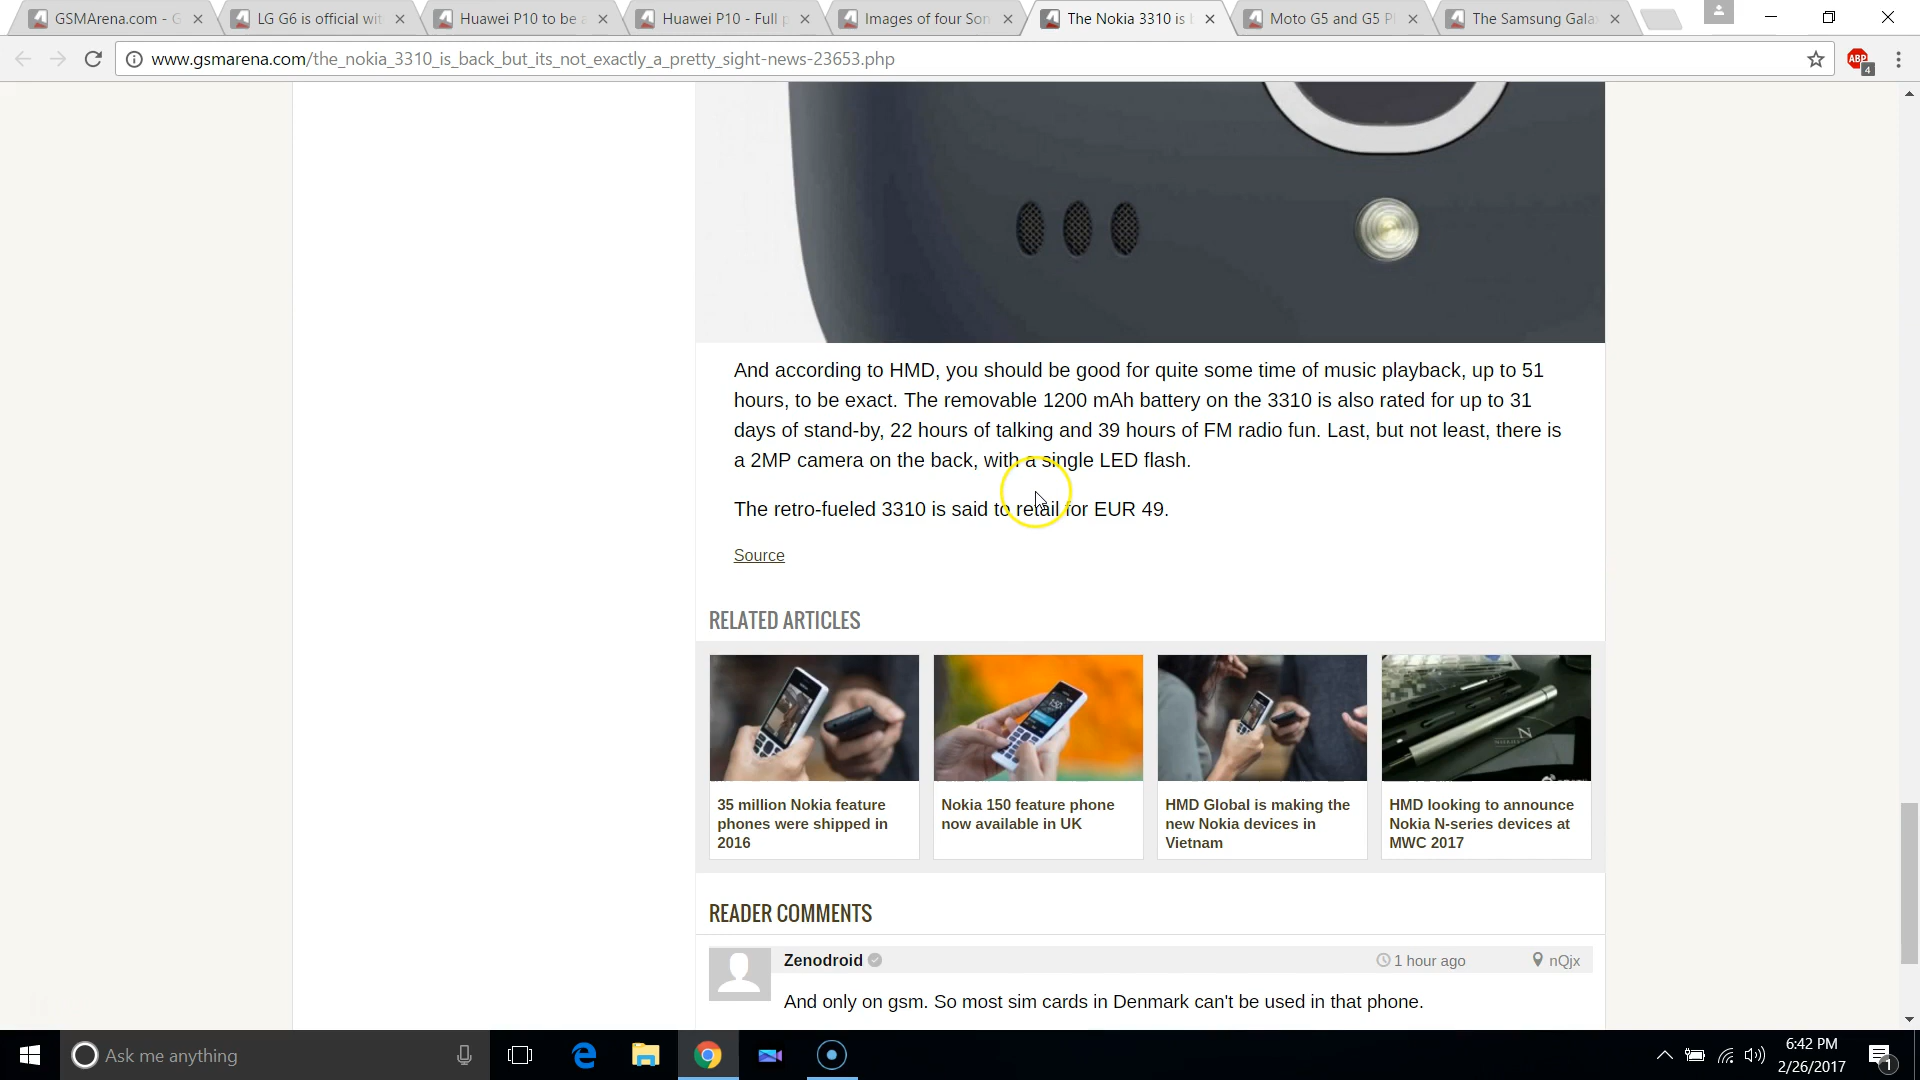 GSMArena.com - G
LG G6 is official wit
Huawei P10 to be a
Huawei P10 - Full p
Images of four Son
The Nokia 3310 is b
Moto G5 and G5 Pl
The Samsung Gala
www.gsmarena.com/the_nokia_3310_is_back_but_its_not_exactly_a_pretty_sight-news-23653.php
ABP
4
And according to HMD, you should be good for quite some time of music playback, up to 51
hours, to be exact. The removable 1200 mAh battery on the 3310 is also rated for up to 31
days of stand-by, 22 hours of talking and 39 hours of FM radio fun. Last, but not least, there is
a 2MP camera on the back, with a single LED flash.
The retro-fueled 3310 is said to retail for EUR 49.
Source
RELATED ARTICLES
35 million Nokia feature
phones were shipped in
2016
Nokia 150 feature phone
now available in UK
HMD Global is making the
new Nokia devices in
Vietnam
HMD looking to announce
Nokia N-series devices at
MWC 2017
READER COMMENTS
Zenodroid
1 hour ago
nQjx
And only on gsm. So most sim cards in Denmark can't be used in that phone.
Ask me anything
6:42 PM
2/26/2017
1